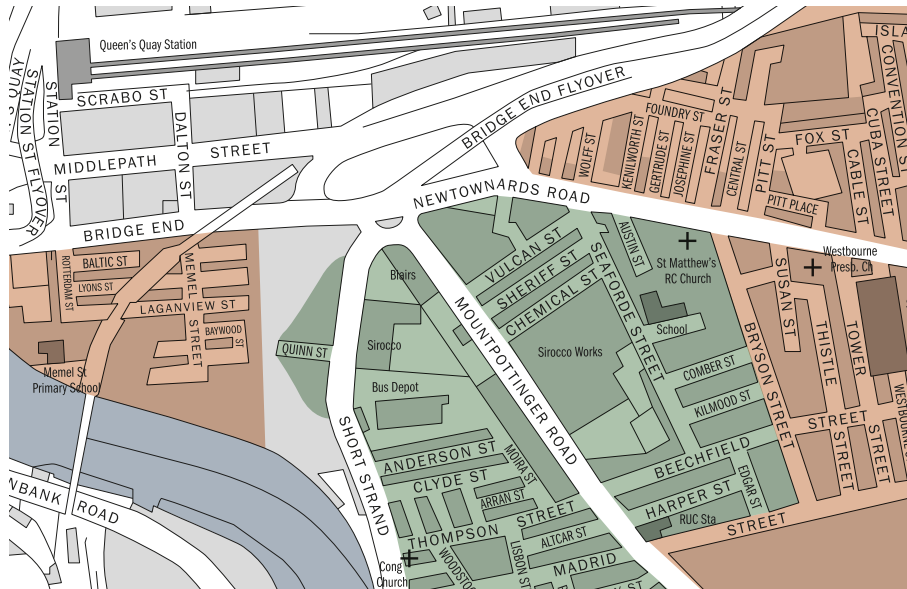 Queen's Quay Station
SCRABO ST
STATION ST FLYOVER
STATION
ST
DALTON ST
MIDDLEPATH
STREET
BRIDGE END
BRIDGE END FLYOVER
NEWTOWNARDS ROAD
WOLFF ST
KENILWORTH ST
GERTRUDE ST
JOSEPHINE ST
FOUNDRY ST
FRASER ST
CENTRAL ST
PITT ST
PITT PLACE
FOX ST
CABLE ST
CUBA STREET
CONVENTION ST
ISLA
S QUAY
ROTTERDAM ST
BALTIC ST
LYONS ST
LAGANVIEW ST
MEMEL
STREET
BAYWOOD
ST
Memel St
Primary School
QUINN ST
Blairs
Sirocco
Bus Depot
SHORT STRAND
MOUNTPOTTINGER ROAD
VULCAN ST
SHERIFF ST
CHEMICAL ST
SEAFORDE STREET
AUSTIN ST
St Matthew's
RC Church
School
Sirocco Works
Westbourne
Presb. Ch
SUSAN ST
THISTLE
STREET
TOWER
STREET
WESTBOURNE
BRYSON STREET
COMBER ST
KILMOOD ST
BEECHFIELD
STREET
HARPER ST
EDGAR ST
RUC Sta
STREET
ANDERSON ST
CLYDE ST
MOIRA ST
ARRAN ST
THOMPSON
STREET
LISBON ST
ALTCAR ST
MADRID
WOODSTO
Cong
Church
NBANK ROAD